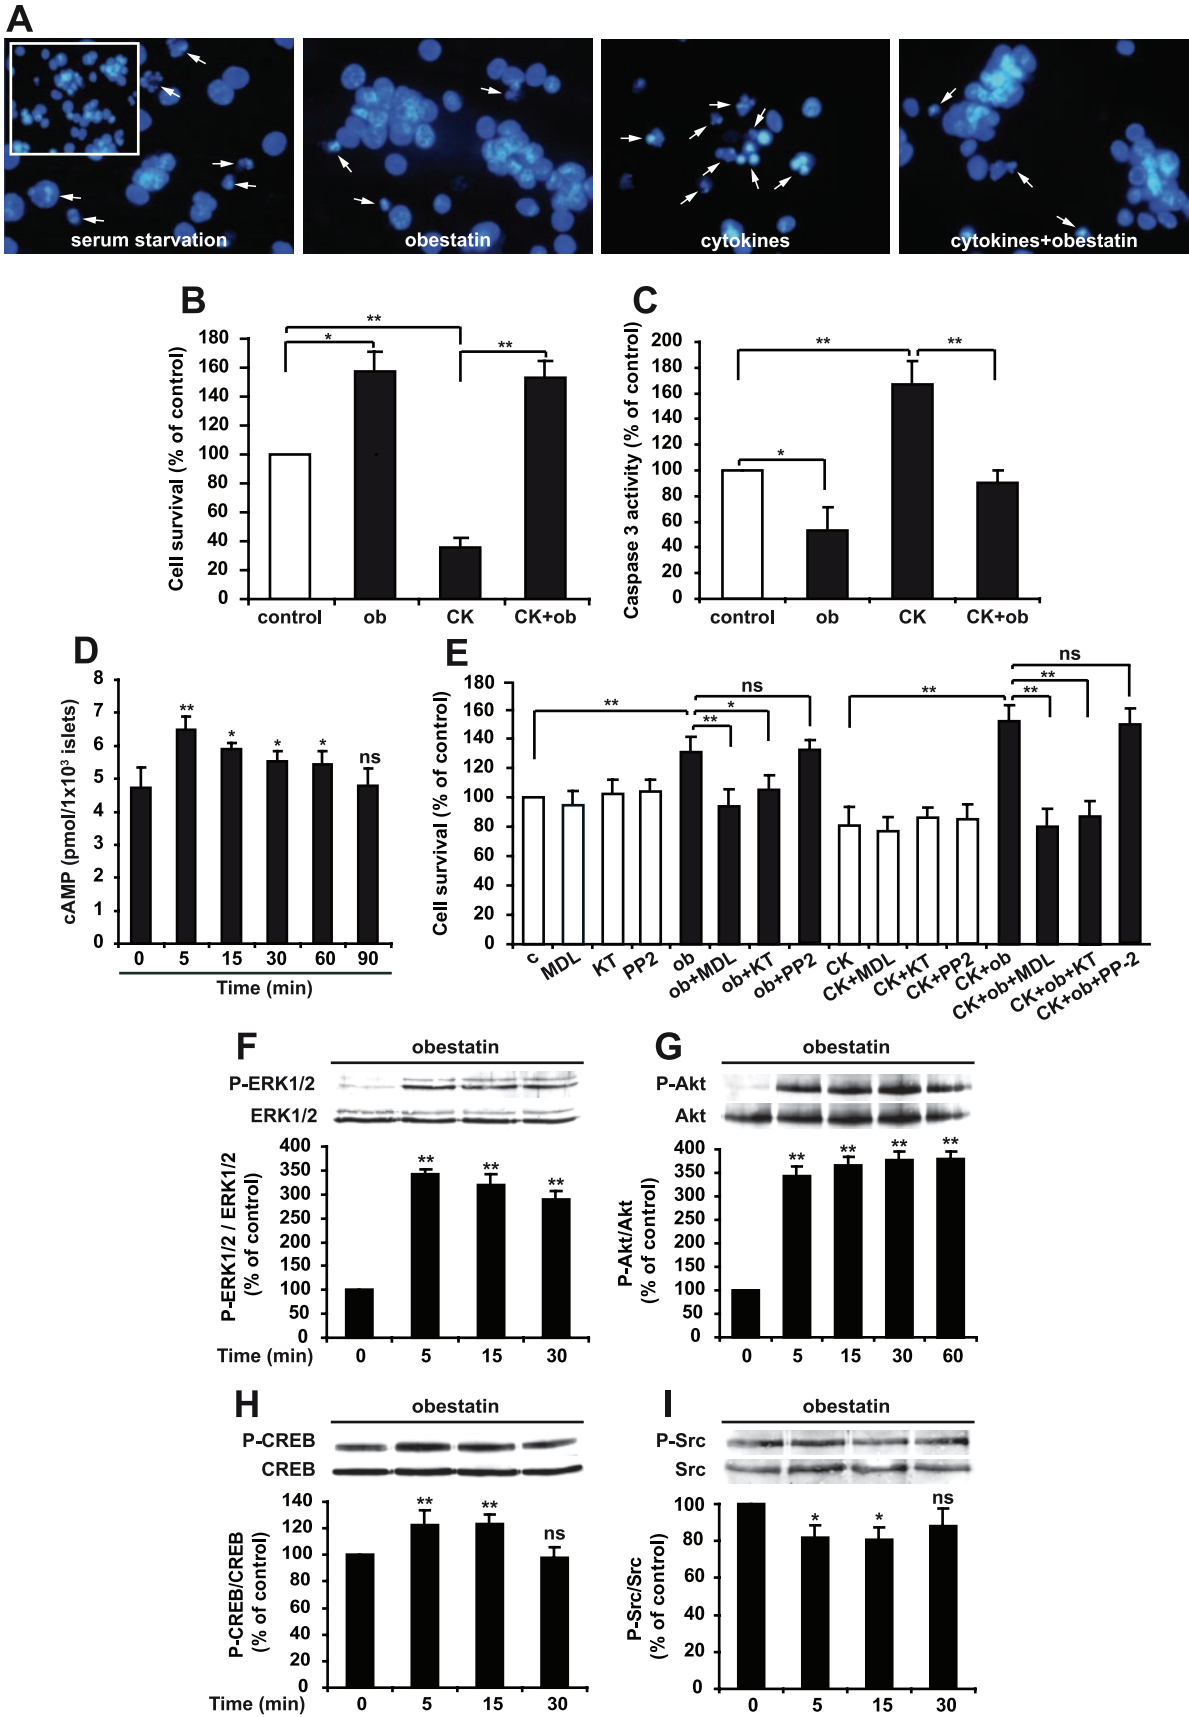 A
serum starvation
obestatin
cytokines
cytokines+obestatin
B
Cell survival (% of control)
180
160
140
120
100
80
60
40
20
0
*
**
**
control
ob
CK
CK+ob
C
Caspase 3 activity (% of control)
200
180
160
140
120
100
80
60
40
20
0
*
**
**
control
ob
CK
CK+ob
D
cAMP (pmol/1x10³ islets)
8
7
6
5
4
3
2
1
0
**
*
*
*
ns
0 5 15 30 60 90
Time (min)
E
Cell survival (% of control)
180
160
140
120
100
80
60
40
20
0
**
ns
*
**
**
ns
**
**
c
MDL
KT
PP2
ob
ob+MDL
ob+KT
ob+PP2
CK
CK+MDL
CK+KT
CK+PP2
CK+ob
CK+ob+MDL
CK+ob+KT
CK+ob+PP-2
F
obestatin
P-ERK1/2
ERK1/2
P-ERK1/2 / ERK1/2
(% of control)
400
350
300
250
200
150
100
50
0
**
**
**
Time (min) 0 5 15 30
G
obestatin
P-Akt
Akt
P-Akt/Akt
(% of control)
400
350
300
250
200
150
100
50
0
**
**
**
**
0 5 15 30 60
H
obestatin
P-CREB
CREB
P-CREB/CREB
(% of control)
140
120
100
80
60
40
20
0
**
**
ns
Time (min) 0 5 15 30
I
obestatin
P-Src
Src
P-Src/Src
(% of control)
100
80
60
40
20
0
*
*
ns
0 5 15 30